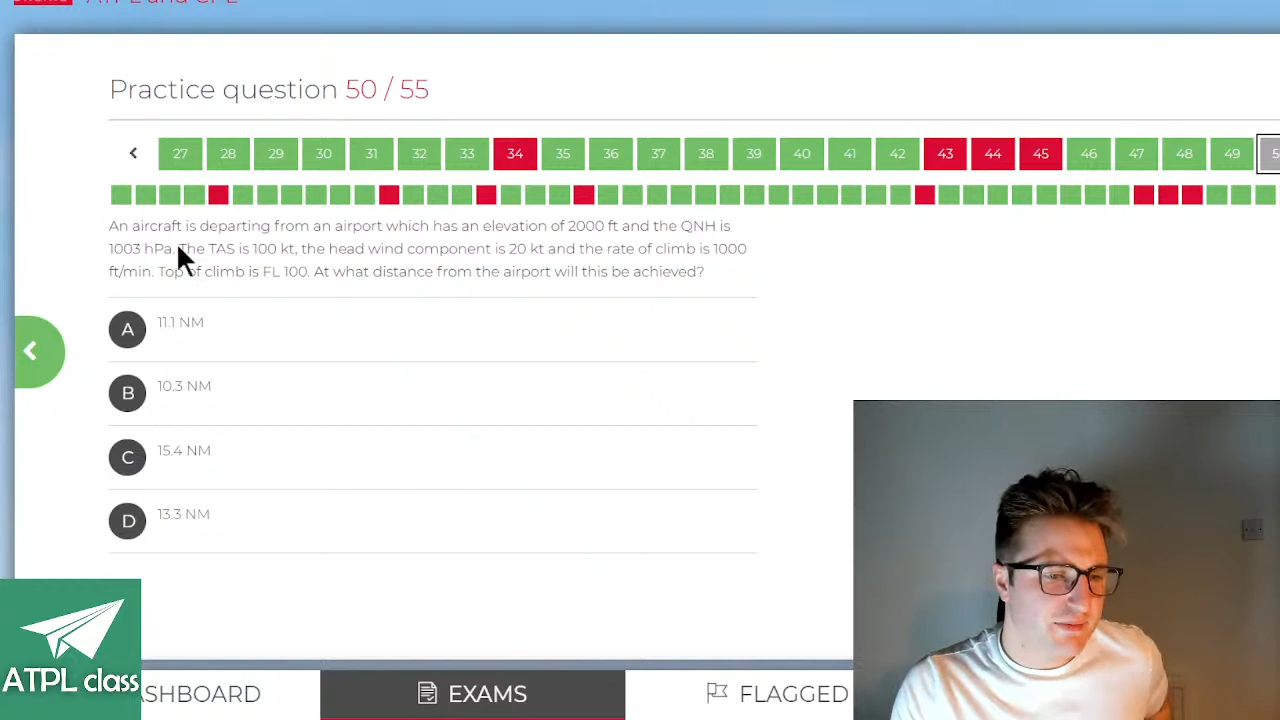 ATPL and CPL
Practice question 50 / 55
27 28 29 30 31 32 33 34 35 36 37 38 39 40 41 42 43 44 45 46 47 48 49
An aircraft is departing from an airport which has an elevation of 2000 ft and the QNH is
1003 hPa. The TAS is 100 kt, the head wind component is 20 kt and the rate of climb is 1000
ft/min. Top of climb is FL 100. At what distance from the airport will this be achieved?
A 11.1 NM
B 10.3 NM
C 15.4 NM
D 13.3 NM
ATPL class
ASHBOARD
EXAMS
FLAGGED